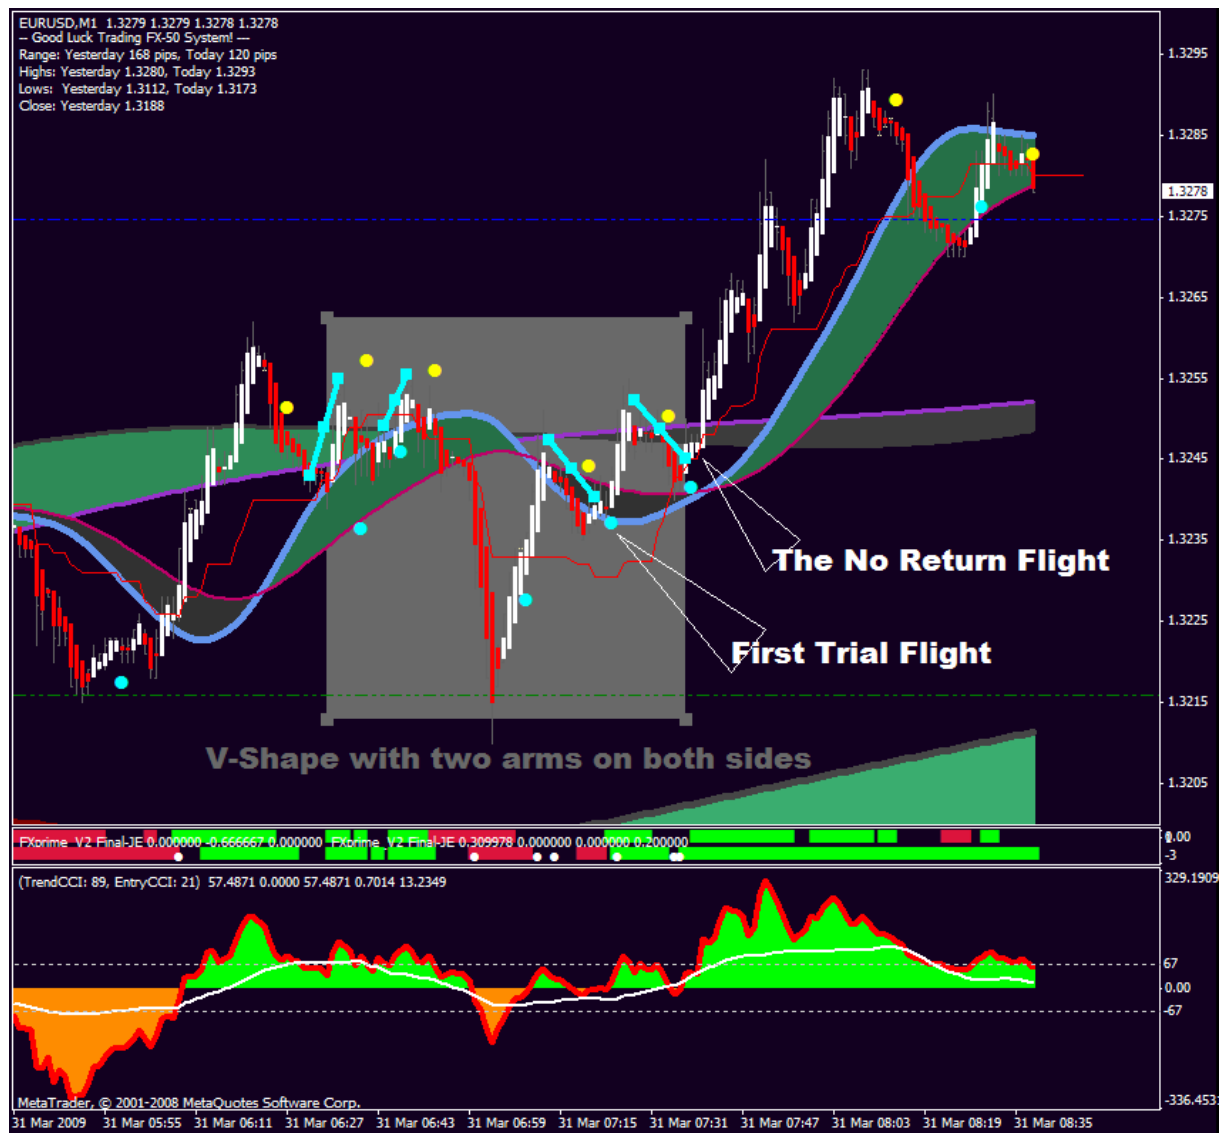 EURUSD,M1 1.3279 1.3279 1.3278 1.3278
-- Good Luck Trading FX-50 System! ---
Range: Yesterday 168 pips, Today 120 pips
Highs: Yesterday 1.3280, Today 1.3293
Lows: Yesterday 1.3112, Today 1.3173
Close: Yesterday 1.3188
1.3295
1.3285
1.3278
1.3275
1.3265
1.3255
1.3245
1.3235
1.3225
1.3215
1.3205
The No Return Flight
First Trial Flight
V-Shape with two arms on both sides
FXprime_V2 Final-JE 0.000000 -0.666667 0.000000 FXprime_V2 Final-JE 0.309978 0.000000 0.000000 0.200000
1.00
-3
(TrendCCI: 89, EntryCCI: 21) 57.4871 0.0000 57.4871 0.7014 13.2349
329.1909
67
0.00
-67
-336.453
MetaTrader, © 2001-2008 MetaQuotes Software Corp.
31 Mar 2009 31 Mar 05:55 31 Mar 06:11 31 Mar 06:27 31 Mar 06:43 31 Mar 06:59 31 Mar 07:15 31 Mar 07:31 31 Mar 07:47 31 Mar 08:03 31 Mar 08:19 31 Mar 08:35